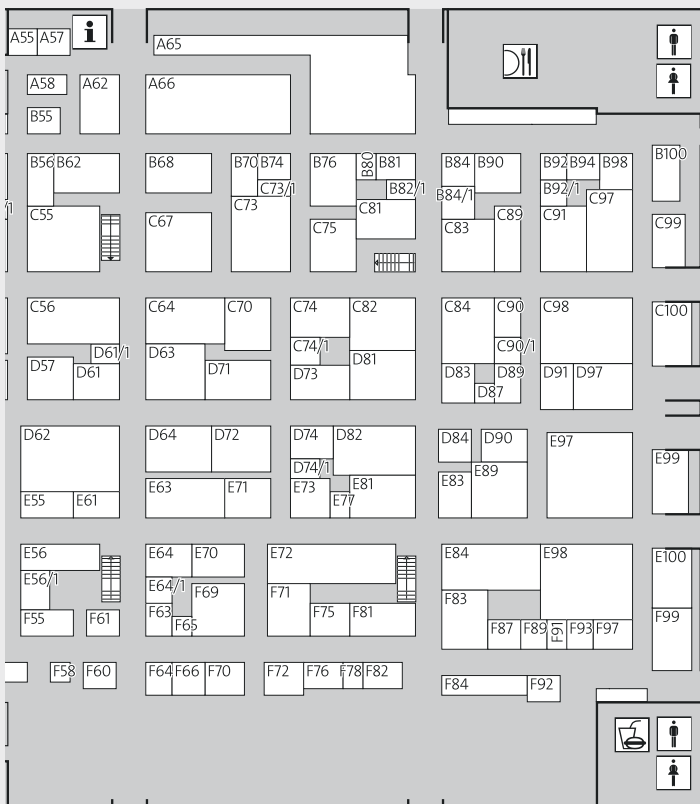 A55 A57 i
A65
A58 A62 A66
B55
B56 B62 B68 B70 B74 B76 B80 B81 B84 B90 B92 B94 B98 B100
C73/1 B82/1 B84/1 B92/1
/1 C55 C67 C73 C75 C81 C83 C89 C91 C97 C99
C56 C64 C70 C74 C82 C84 C90 C98 C100
D61/1 D63 C74/1 C90/1
D57 D61 D71 D73 D81 D83 D87 D89 D91 D97
D62 D64 D72 D74 D82 D84 D90 E97
D74/1 E99
E55 E61 E63 E71 E73 E77 E81 E83 E89
E56 E64 E70 E72 E84 E98 E100
E56/1 E64/1
F55 F61 F63 F65 F69 F71 F75 F81 F83 F87 F89 F91 F93 F97 F99
F58 F60 F64 F66 F70 F72 F76 F78 F82 F84 F92